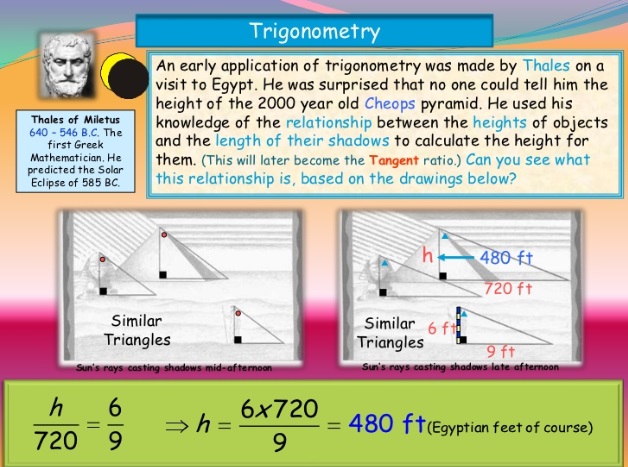 Trigonometry
An early application of trigonometry was made by Thales on a
visit to Egypt. He was surprised that no one could tell him the
height of the 2000 year old Cheops pyramid. He used his
knowledge of the relationship between the heights of objects
and the length of their shadows to calculate the height for
them. (This will later become the Tangent ratio.) Can you see what
this relationship is, based on the drawings below?
Thales of Miletus
640 – 546 B.C. The
first Greek
Mathematician. He
predicted the Solar
Eclipse of 585 BC.
Similar
Triangles
Sun's rays casting shadows mid-afternoon
h
480 ft
720 ft
Similar
Triangles
6 ft
9 ft
Sun's rays casting shadows late afternoon
h/720 = 6/9 ⇒ h = 6x720/9 = 480 ft (Egyptian feet of course)